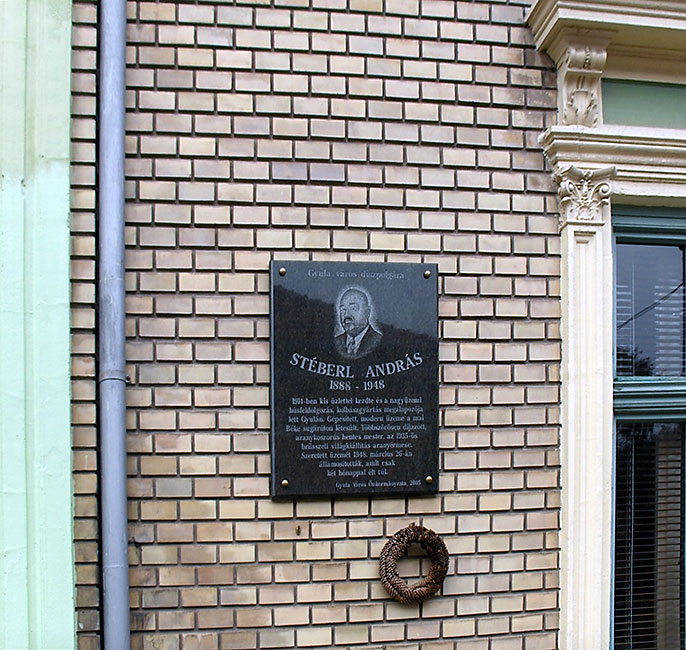 Gyula város díszpolgára
STÉBERL ANDRÁS
1888 - 1948
1914-ben kis üzlettel kezdte és a nagyüzemi
húsfeldolgozás, kolbászgyártás megalapozója
lett Gyulán. Gépesített, modern üzeme a mai
Béke sugárúton létesült. Többszörösen díjazott,
aranykoszorús hentes mester, az 1935-ös
brüsszeli világkiállítás aranyérmese.
Szeretett üzemét 1948. március 26-án
államosították, amit csak
két hónappal élt túl.
Gyula Város Önkormányzata, 2005